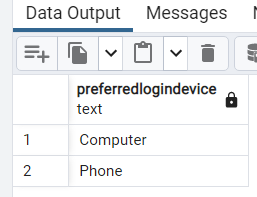 Data Output Messages
preferredlogindevice
text
1 Computer
2 Phone